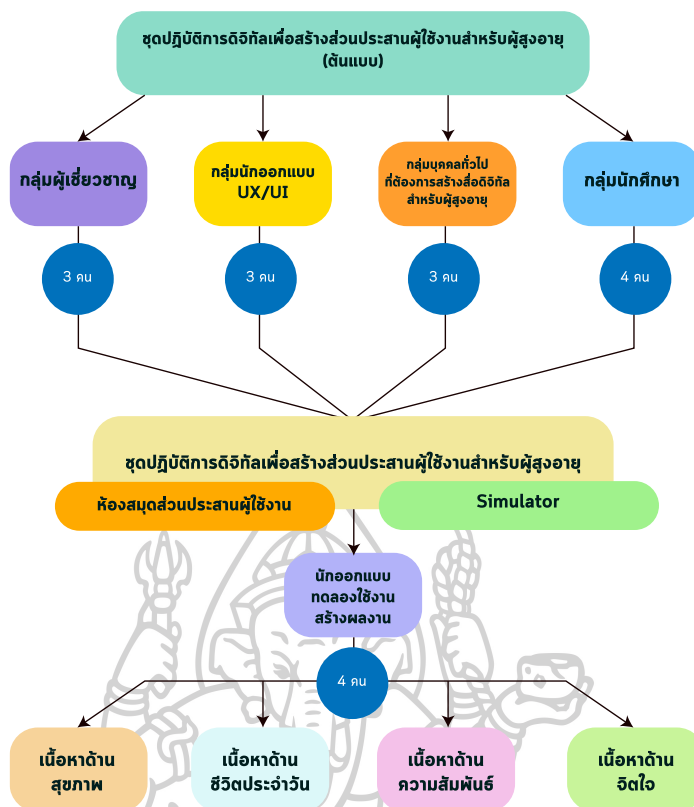 ชุดปฏิบัติการดิจิทัลเพื่อสร้างส่วนประสานผู้ใช้งานสำหรับผู้สูงอายุ
(ต้นแบบ)
กลุ่มผู้เชี่ยวชาญ
กลุ่มนักออกแบบ
UX/UI
กลุ่มบุคคลทั่วไป
ที่ต้องการสร้างสื่อดิจิทัล
สำหรับผู้สูงอายุ
กลุ่มนักศึกษา
3 คน
3 คน
3 คน
4 คน
ชุดปฏิบัติการดิจิทัลเพื่อสร้างส่วนประสานผู้ใช้งานสำหรับผู้สูงอายุ
ห้องสมุดส่วนประสานผู้ใช้งาน
Simulator
นักออกแบบ
ทดลองใช้งาน
สร้างผลงาน
4 คน
เนื้อหาด้าน
สุขภาพ
เนื้อหาด้าน
ชีวิตประจำวัน
เนื้อหาด้าน
ความสัมพันธ์
เนื้อหาด้าน
จิตใจ